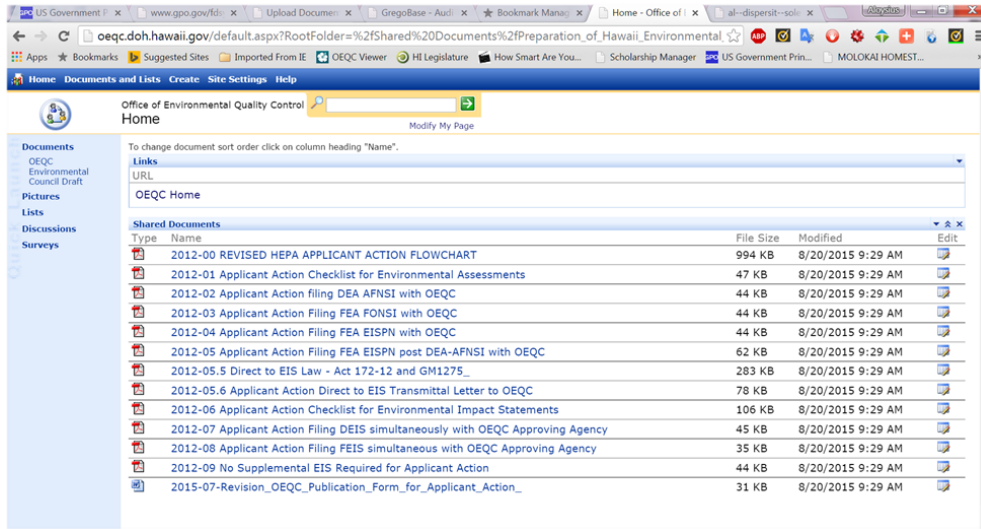 GPO US Government P
www.gpo.gov/fds
Upload Documen
GregoBase - Audi
Bookmark Manag
Home - Office of
al--dispersit--sole
Aloysius
oeqc.doh.hawaii.gov/default.aspx?RootFolder=%2fShared%20Documents%2fPreparation_of_Hawaii_Environmental_
ABP
Apps Bookmarks Suggested Sites Imported From IE OEQC Viewer HI Legislature How Smart Are You... Scholarship Manager GPO US Government Prin... MOLOKAI HOMEST...
Home Documents and Lists Create Site Settings Help
Office of Environmental Quality Control
Home
Modify My Page
Documents
OEQC
Environmental
Council Draft
Pictures
Lists
Discussions
Surveys
To change document sort order click on column heading "Name".
Links
URL
OEQC Home
Shared Documents
Type Name File Size Modified Edit
2012-00 REVISED HEPA APPLICANT ACTION FLOWCHART 994 KB 8/20/2015 9:29 AM
2012-01 Applicant Action Checklist for Environmental Assessments 47 KB 8/20/2015 9:29 AM
2012-02 Applicant Action filing DEA AFNSI with OEQC 44 KB 8/20/2015 9:29 AM
2012-03 Applicant Action Filing FEA FONSI with OEQC 44 KB 8/20/2015 9:29 AM
2012-04 Applicant Action Filing FEA EISPN with OEQC 44 KB 8/20/2015 9:29 AM
2012-05 Applicant Action Filing FEA EISPN post DEA-AFNSI with OEQC 62 KB 8/20/2015 9:29 AM
2012-05.5 Direct to EIS Law - Act 172-12 and GM1275_ 283 KB 8/20/2015 9:29 AM
2012-05.6 Applicant Action Direct to EIS Transmittal Letter to OEQC 78 KB 8/20/2015 9:29 AM
2012-06 Applicant Action Checklist for Environmental Impact Statements 106 KB 8/20/2015 9:29 AM
2012-07 Applicant Action Filing DEIS simultaneously with OEQC Approving Agency 45 KB 8/20/2015 9:29 AM
2012-08 Applicant Action Filing FEIS simultaneous with OEQC Approving Agency 35 KB 8/20/2015 9:29 AM
2012-09 No Supplemental EIS Required for Applicant Action 44 KB 8/20/2015 9:29 AM
2015-07-Revision_OEQC_Publication_Form_for_Applicant_Action_ 31 KB 8/20/2015 9:29 AM